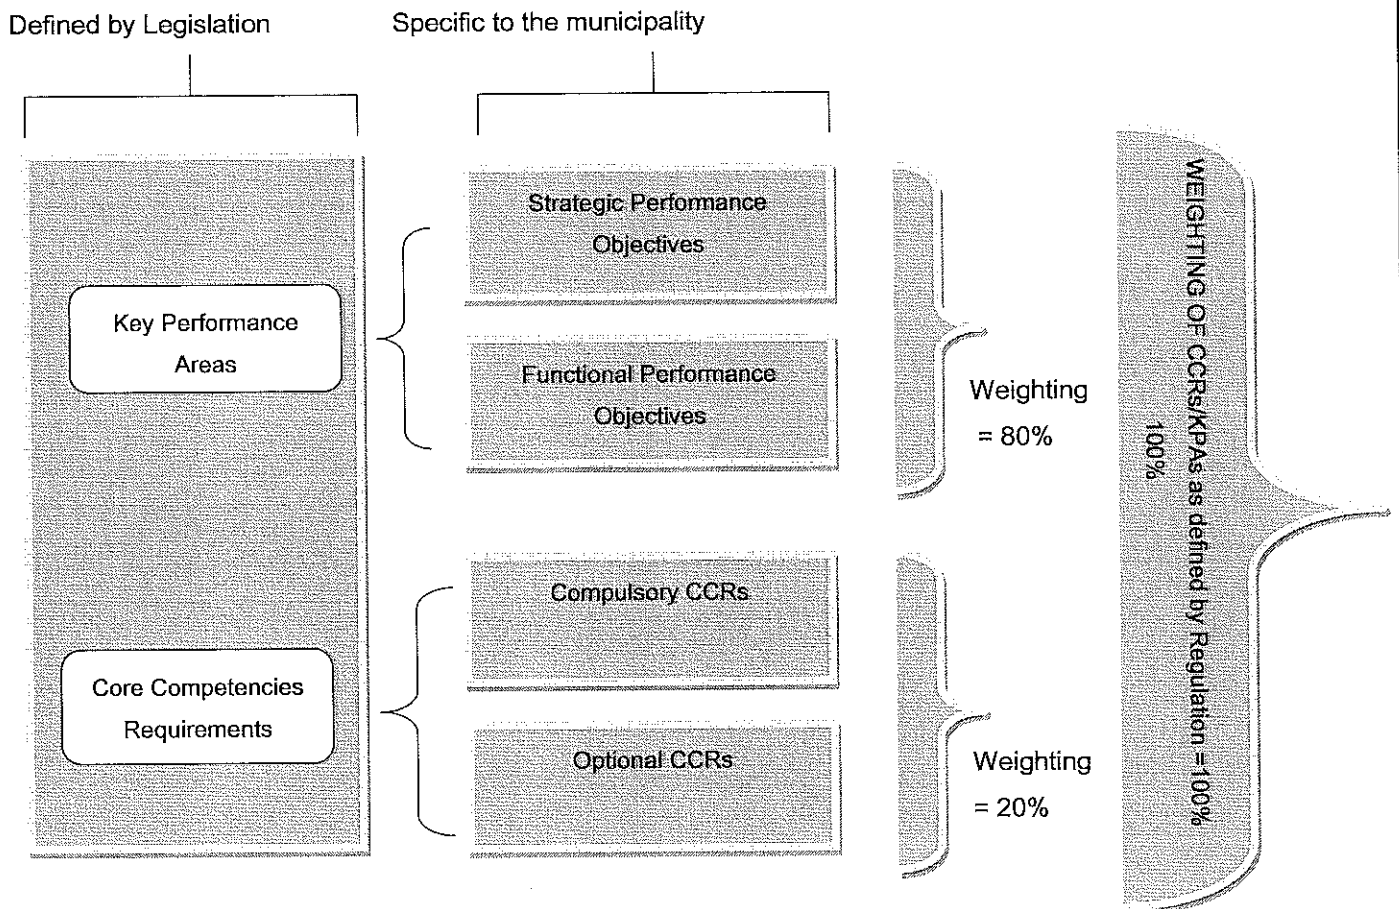 Defined by Legislation
Specific to the municipality
Key Performance
Areas
Strategic Performance
Objectives
Functional Performance
Objectives
Weighting
= 80%
Core Competencies
Requirements
Compulsory CCRs
Optional CCRs
Weighting
= 20%
WEIGHTING OF CCRs/KPAs as defined by Regulation =100%
100%